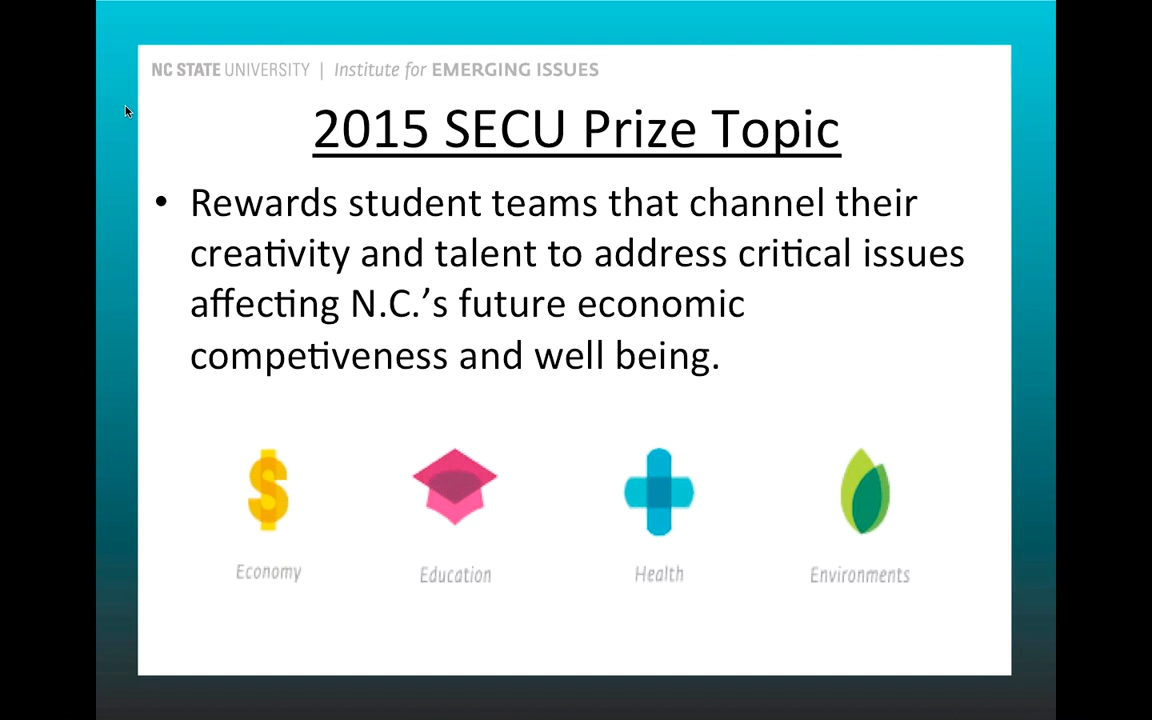 NC STATE UNIVERSITY | Institute for EMERGING ISSUES
2015 SECU Prize Topic
• Rewards student teams that channel their
creativity and talent to address critical issues
affecting N.C.’s future economic
competiveness and well being.
Economy Education Health Environments